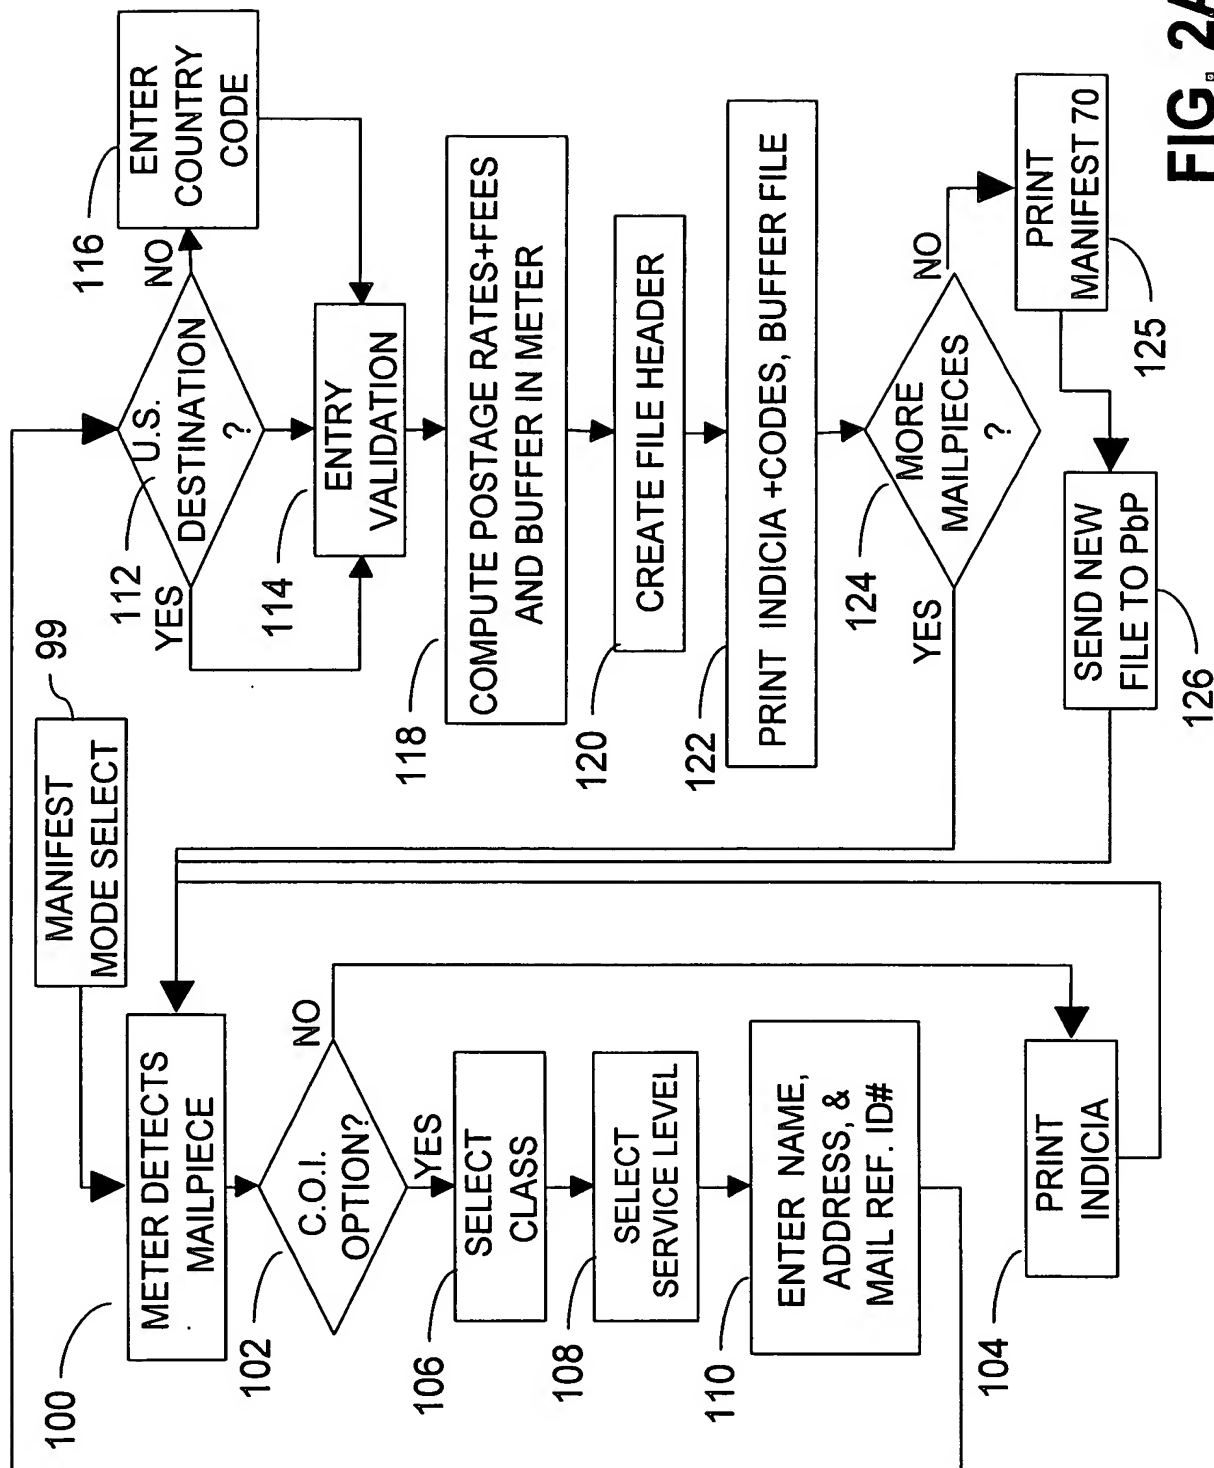 MANIFEST
MODE SELECT
99
METER DETECTS
MAILPIECE
100
C.O.I.
OPTION?
102
NO
YES
SELECT
CLASS
106
SELECT
SERVICE LEVEL
108
ENTER NAME,
ADDRESS, &
MAIL REF. ID#
110
PRINT
INDICIA
104
U.S.
DESTINATION
?
112
YES
NO
ENTER
COUNTRY
CODE
116
ENTRY
VALIDATION
114
COMPUTE POSTAGE RATES+FEES
AND BUFFER IN METER
118
CREATE FILE HEADER
120
PRINT INDICIA +CODES, BUFFER FILE
122
MORE
MAILPIECES
?
124
YES
NO
PRINT
MANIFEST 70
125
SEND NEW
FILE TO PbP
126
FIG. 2A